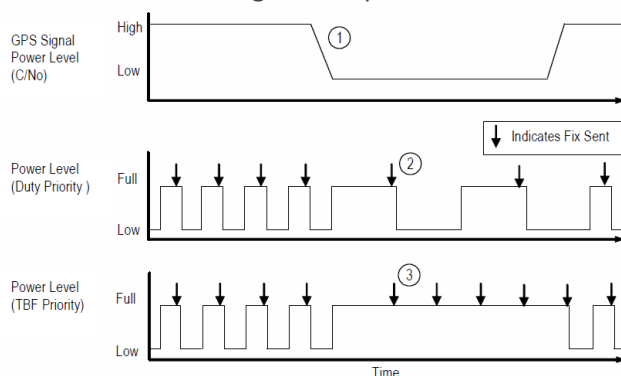 High
GPS Signal
Power Level
(C/No)
Low
1
Indicates Fix Sent
Power Level
(Duty Priority )
Full
Low
2
Power Level
(TBF Priority)
Full
Low
3
Time